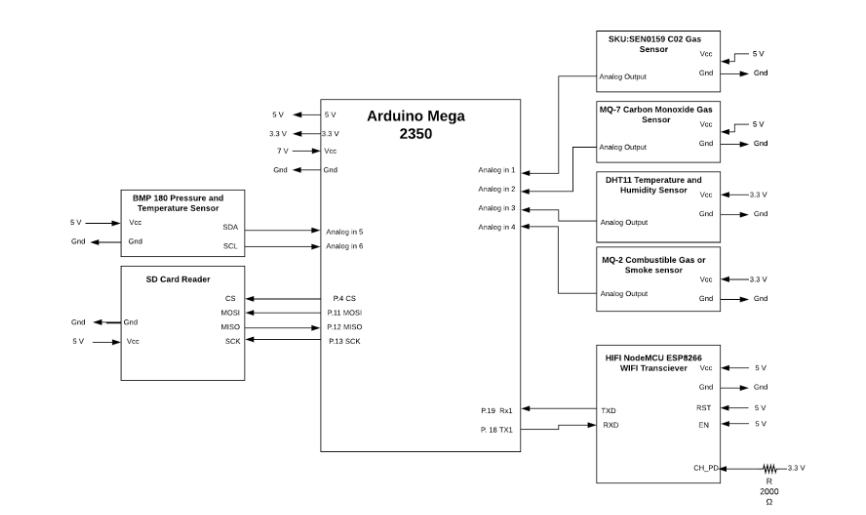 SKU:SEN0159 C02 Gas
Sensor
Vcc
5 V
Gnd
Gnd
Analog Output
Arduino Mega
2350
5 V
5 V
3.3 V
3.3 V
7 V
Vcc
Gnd
Gnd
Analog in 1
Analog in 2
Analog in 3
Analog in 4
MQ-7 Carbon Monoxide Gas
Sensor
Vcc
5 V
Gnd
Gnd
Analog Output
DHT11 Temperature and
Humidity Sensor
Vcc
3.3 V
Gnd
Gnd
Analog Output
BMP 180 Pressure and
Temperature Sensor
5 V
Vcc
Gnd
Gnd
SDA
SCL
Analog in 5
Analog in 6
MQ-2 Combustible Gas or
Smoke sensor
Vcc
3.3 V
Gnd
Gnd
Analog Output
SD Card Reader
CS
MOSI
MISO
SCK
Gnd
Gnd
5 V
Vcc
P.4 CS
P.11 MOSI
P.12 MISO
P.13 SCK
HIFI NodeMCU ESP8266
WIFI Transciever
Vcc
5 V
Gnd
Gnd
RST
5 V
EN
5 V
TXD
RXD
P.19 Rx1
P. 18 TX1
CH_PD
3.3 V
R
2000
Ω